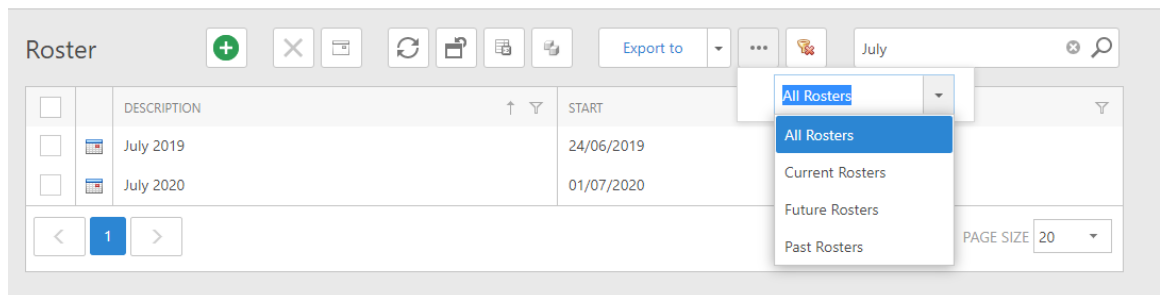 Roster
Export to
July
All Rosters
DESCRIPTION
START
All Rosters
July 2019
24/06/2019
Current Rosters
July 2020
01/07/2020
Future Rosters
1
PAGE SIZE 20
Past Rosters